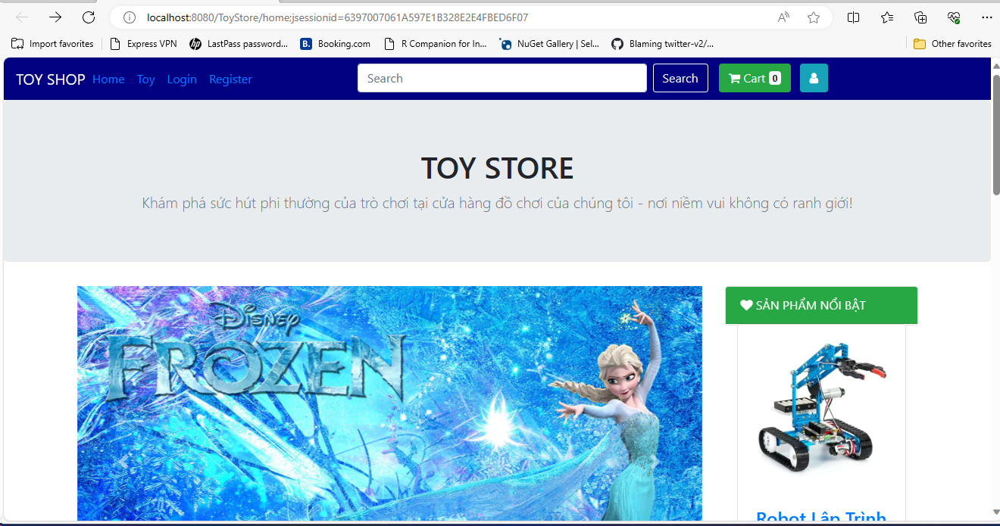 localhost:8080/ToyStore/home;jsessionid=6397007061A597E1B328E2E4FBED6F07
Import favorites Express VPN LastPass password... Booking.com R Companion for In... NuGet Gallery | Sel... Blaming twitter-v2/... Other favorites
TOY SHOP Home Toy Login Register Search Search Cart 0
TOY STORE
Khám phá sức hút phi thường của trò chơi tại cửa hàng đồ chơi của chúng tôi - nơi niềm vui không có ranh giới!
SẢN PHẨM NỔI BẬT
Disney
FROZEN
Robot Lập Trình